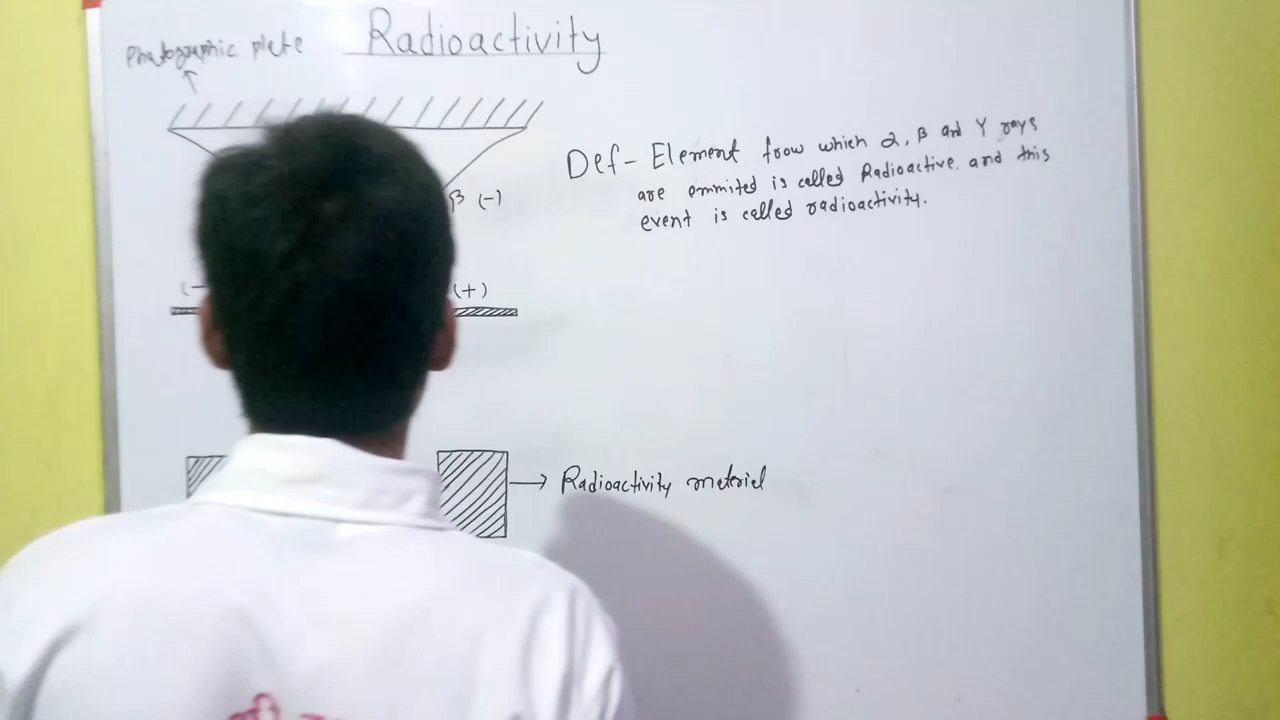 Radioactivity
Photographic plate
Def- Element from which α, β and γ rays
are ommited is called Radioactive. and this
event is called radioactivity.
β (-)
(-
(+)
Radioactivity material